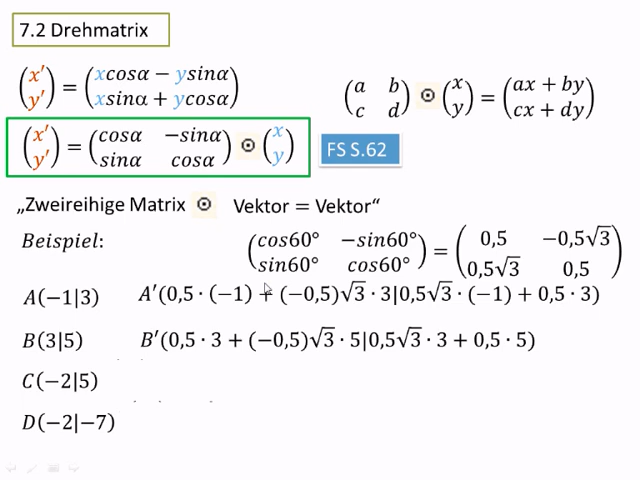 7.2 Drehmatrix
(x′ y′) = (xcosα − ysinα xsinα + ycosα)
(a b c d) ⊙ (x y) = (ax + by cx + dy)
(x′ y′) = (cosα −sinα sinα cosα) ⊙ (x y)
FS S.62
„Zweireihige Matrix ⊙ Vektor = Vektor“
Beispiel:
(cos60° −sin60° sin60° cos60°) = (0,5 −0,5√3 0,5√3 0,5)
A(−1|3) A′(0,5 · (−1) + (−0,5)√3 · 3|0,5√3 · (−1) + 0,5 · 3)
B(3|5) B′(0,5 · 3 + (−0,5)√3 · 5|0,5√3 · 3 + 0,5 · 5)
C(−2|5)
D(−2|−7)